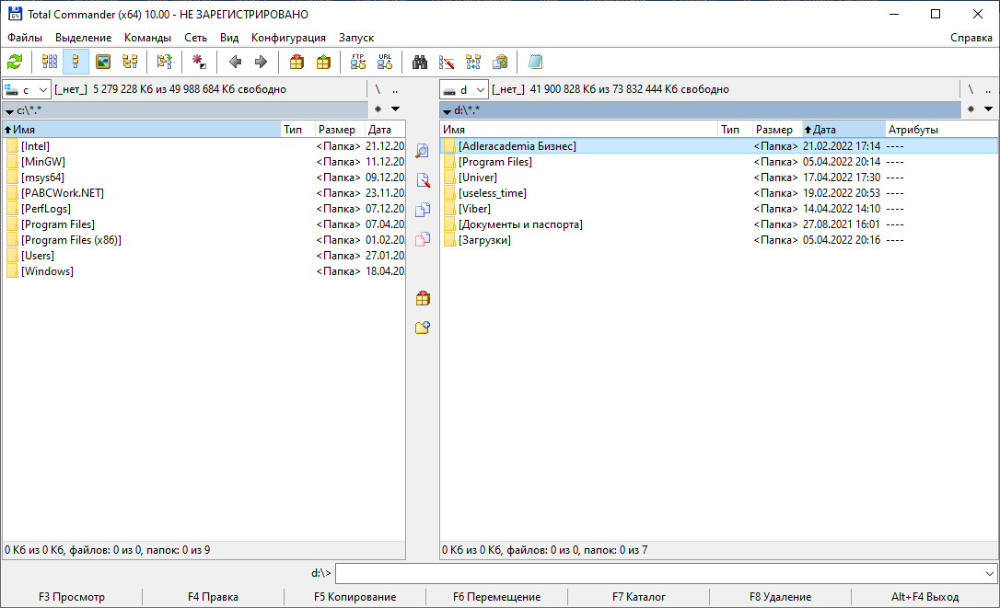 Total Commander (x64) 10.00 - НЕ ЗАРЕГИСТРИРОВАНО
Файлы Выделение Команды Сеть Вид Конфигурация Запуск Справка
64 FTP URL
c [_нет_] 5 279 228 Кб из 49 988 684 Кб свободно \ ..
d [_нет_] 41 900 828 Кб из 73 832 444 Кб свободно \ ..
c:\*.* *
d:\*.* *
Имя Тип Размер Дата
[Intel] <Папка> 21.12.20
[MinGW] <Папка> 11.12.20
[msys64] <Папка> 09.12.20
[PABCWork.NET] <Папка> 23.11.20
[PerfLogs] <Папка> 07.12.20
[Program Files] <Папка> 07.04.20
[Program Files (x86)] <Папка> 01.02.20
[Users] <Папка> 27.01.20
[Windows] <Папка> 18.04.20
0 Кб из 0 Кб, файлов: 0 из 0, папок: 0 из 9
Имя Тип Размер Дата Атрибуты
[Adleracademia Бизнес] <Папка> 21.02.2022 17:14 ----
[Program Files] <Папка> 05.04.2022 20:14 ----
[Univer] <Папка> 17.04.2022 17:30 ----
[useless_time] <Папка> 19.02.2022 20:53 ----
[Viber] <Папка> 14.04.2022 14:10 ----
[Документы и паспорта] <Папка> 27.08.2021 16:01 ----
[Загрузки] <Папка> 05.04.2022 20:16 ----
0 Кб из 0 Кб, файлов: 0 из 0, папок: 0 из 7
d:\>
F3 Просмотр F4 Правка F5 Копирование F6 Перемещение F7 Каталог F8 Удаление Alt+F4 Выход